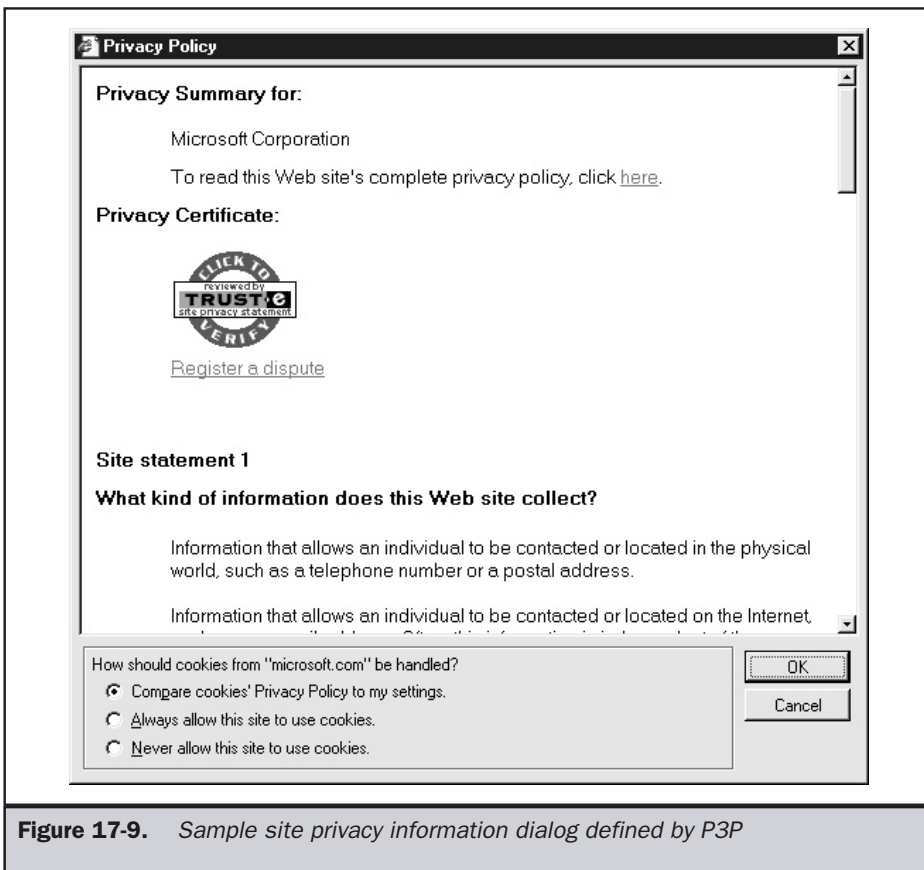 Privacy Policy
Privacy Summary for:
Microsoft Corporation
To read this Web site's complete privacy policy, click here.
Privacy Certificate:
CLICK TO
reviewed by
TRUST e
site privacy statement
VERIFY
Register a dispute
Site statement 1
What kind of information does this Web site collect?
Information that allows an individual to be contacted or located in the physical
world, such as a telephone number or a postal address.
Information that allows an individual to be contacted or located on the Internet,
How should cookies from "microsoft.com" be handled?
Compare cookies' Privacy Policy to my settings.
Always allow this site to use cookies.
Never allow this site to use cookies.
OK
Cancel
Figure 17-9. Sample site privacy information dialog defined by P3P